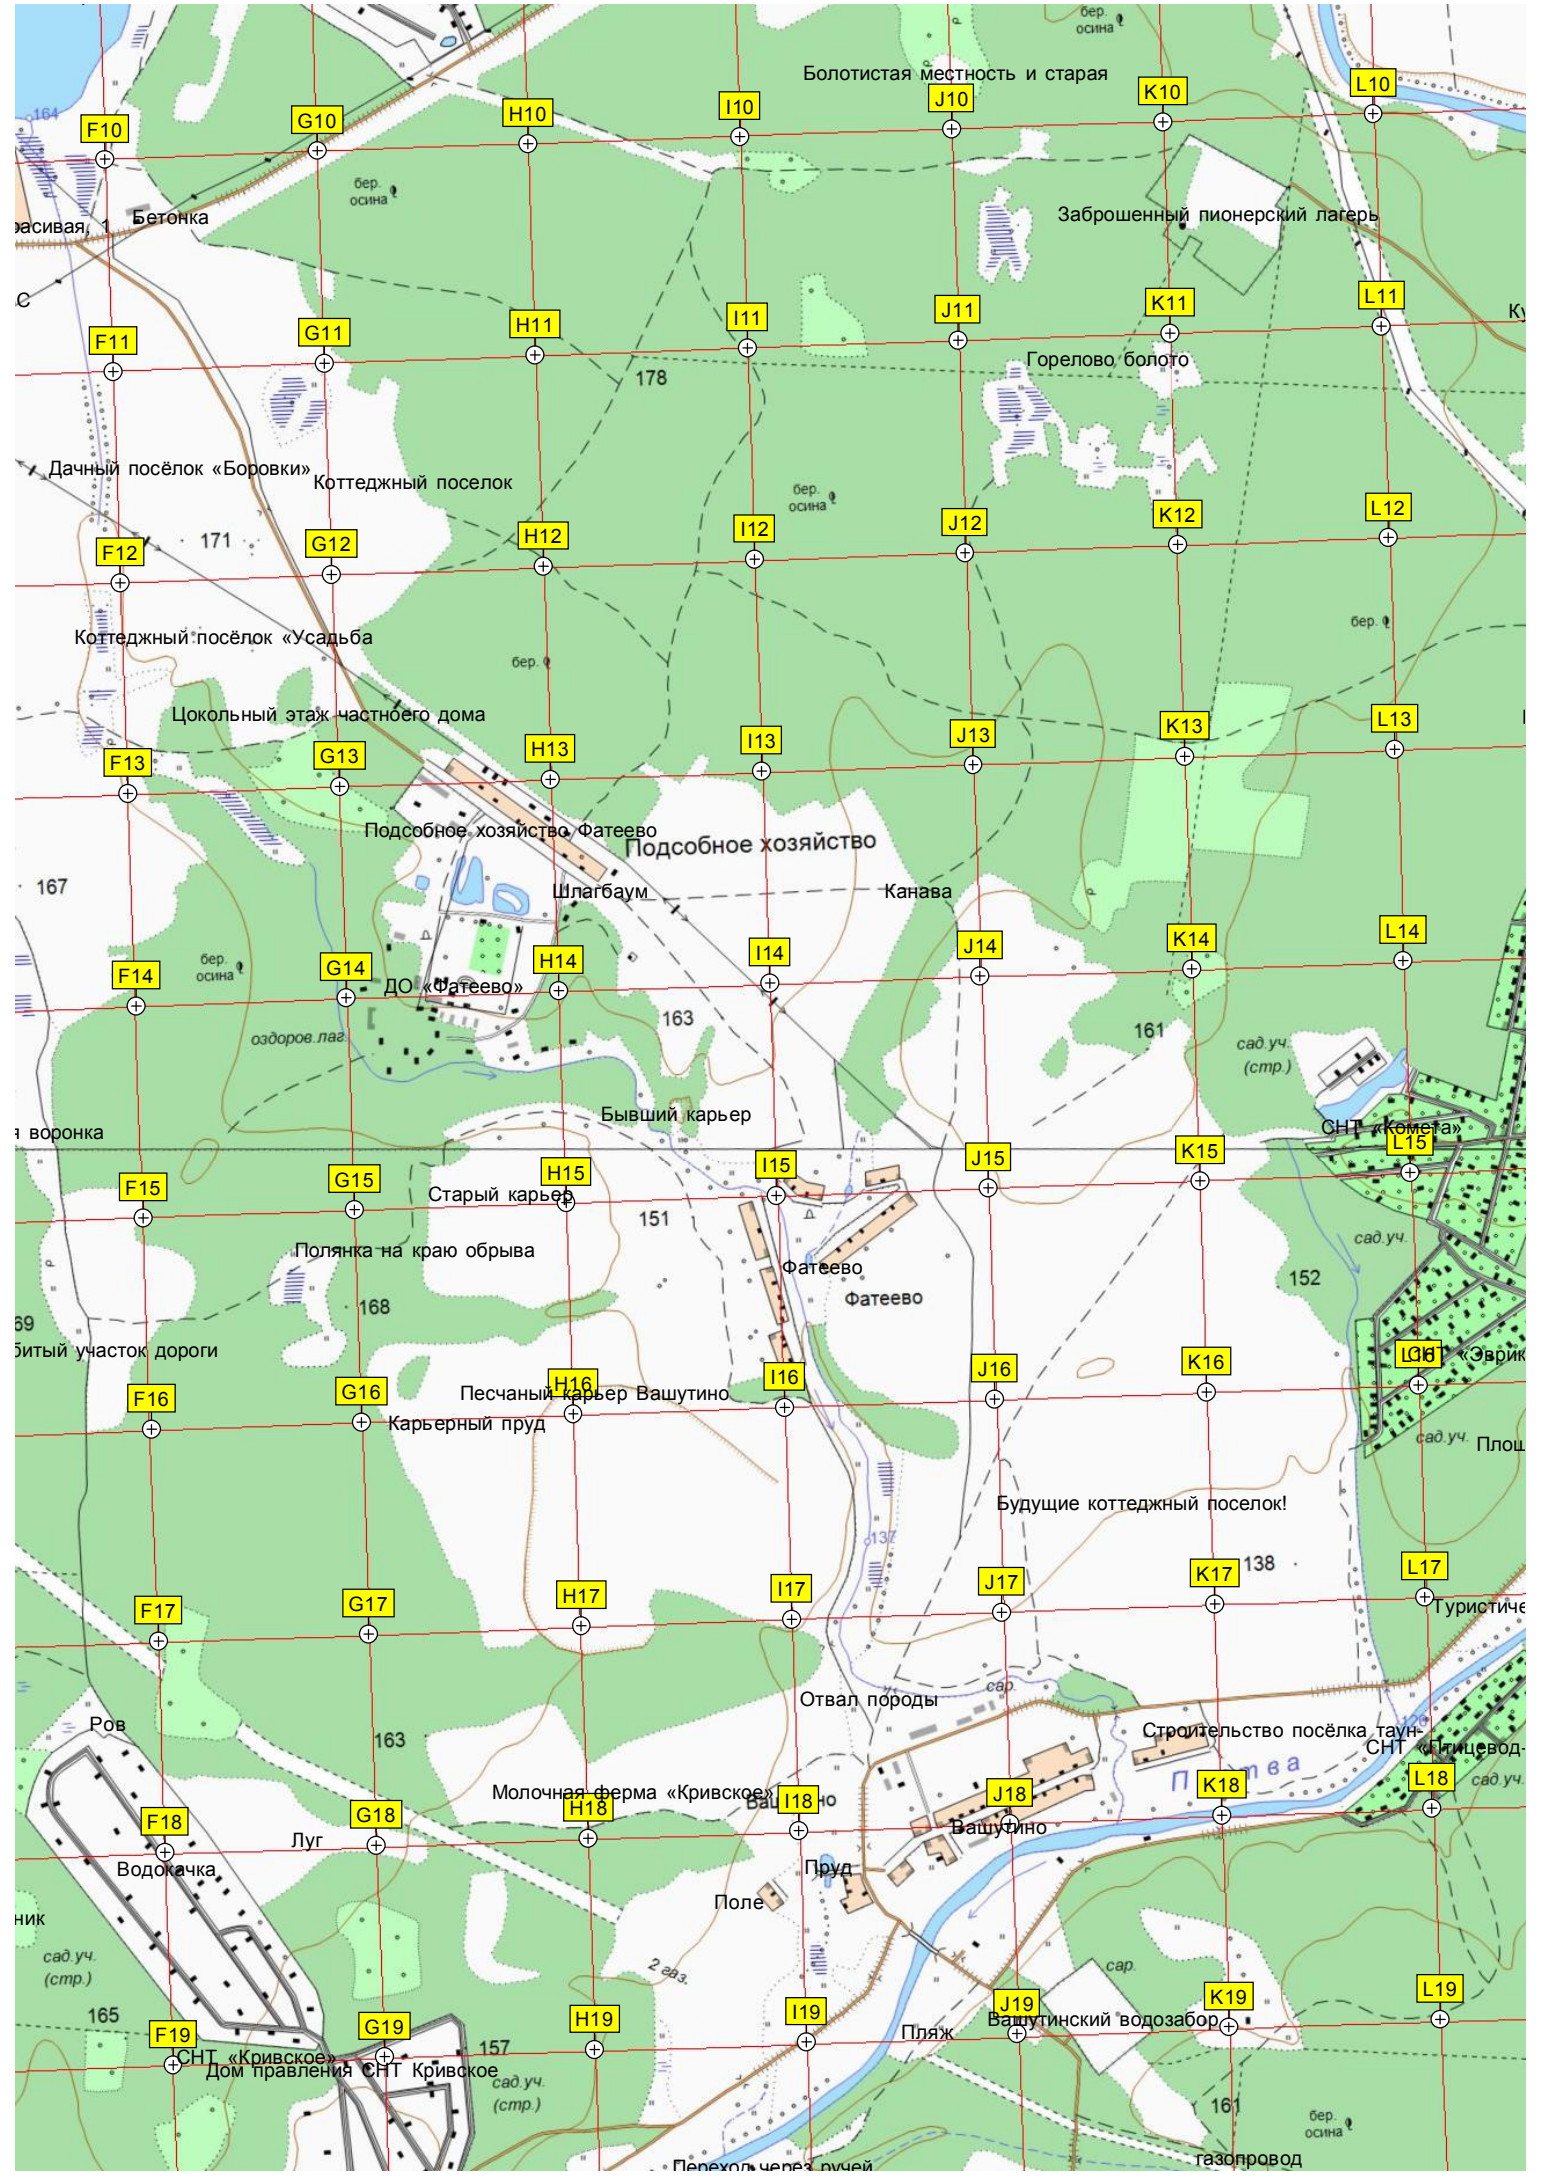 бер.
осина
Болотистая местность и старая
F10 G10 H10 I10 J10 K10 L10
164
бер.
осина
Бетонка
расивая, 1
Заброшенный пионерский лагерь
С
F11 G11 H11 I11 J11 K11 L11
Ку
178
Горелово болото
Дачный посёлок «Боровки»
Коттеджный поселок
бер.
осина
171
F12 G12 H12 I12 J12 K12 L12
Коттеджный посёлок «Усадьба
бер.
бер.
Цокольный этаж частного дома
F13 G13 H13 I13 J13 K13 L13
Подсобное хозяйство Фатеево
Подсобное хозяйство
167
Шлагбаум
Канава
бер.
осина
F14 G14 H14 I14 J14 K14 L14
ДО «Фатеево»
163
161
оздоров.лаг.
сад.уч.
(стр.)
Бывший карьер
я воронка
СНТ «Комета»
F15 G15 H15 I15 J15 K15 L15
Старый карьер
151
Полянка на краю обрыва
сад.уч.
Фатеево
152
168
Фатеево
69
битый участок дороги
F16 G16 H16 I16 J16 K16 L16
СНТ «Эврик
Песчаный карьер Вашутино
Карьерный пруд
сад.уч.
Площ
Будущие коттеджный поселок!
137
138
F17 G17 H17 I17 J17 K17 L17
Туристиче
сар.
Отвал породы
Ров
163
Строительство посёлка таун-
СНТ «Птицевод-
сад.уч.
Молочная ферма «Кривское»
F18 G18 H18 I18 J18 K18 L18
Луг
Вашутино
Водокачка
Пруд
Поле
ник
сад.уч.
(стр.)
2 газ.
сар.
165
F19 G19 H19 I19 J19 K19 L19
Вашутинский водозабор
Пляж
157
СНТ «Кривское»
Дом правления СНТ Кривское
сад.уч.
(стр.)
161
бер.
осина
газопровод
Переход через ручей